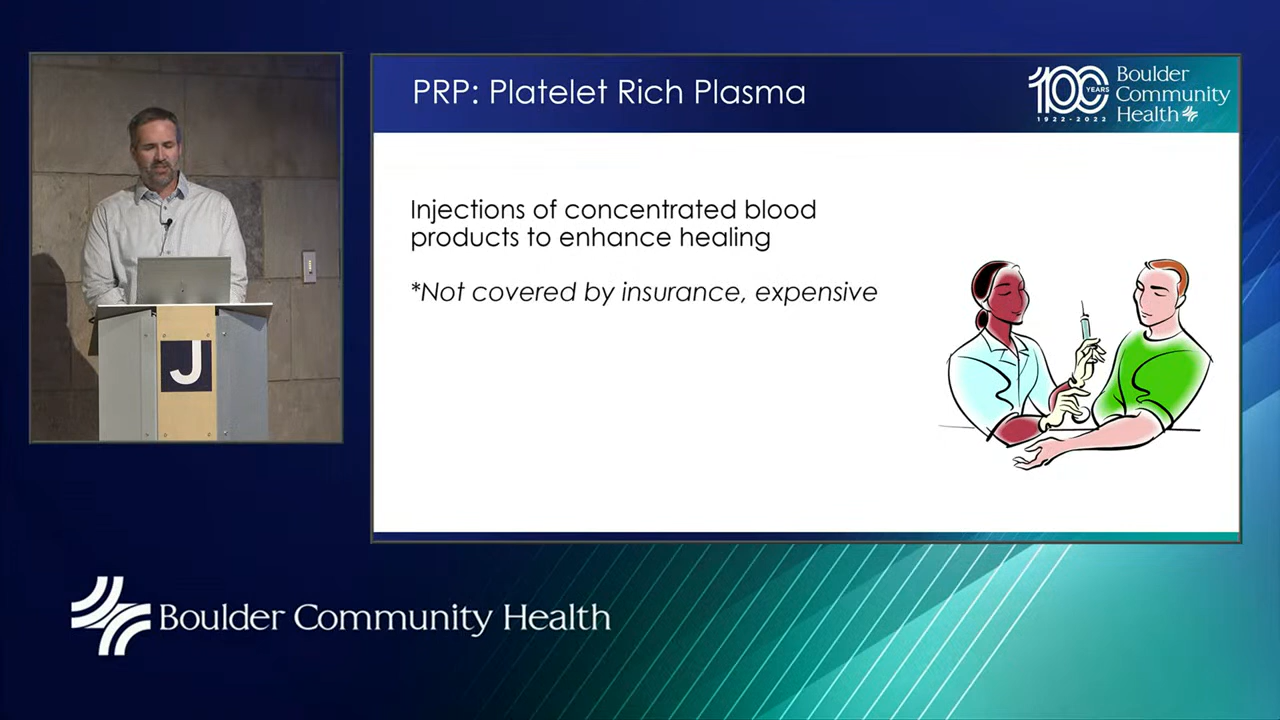 PRP: Platelet Rich Plasma
100
YEARS
1922-2022
Boulder
Community
Health
Injections of concentrated blood
products to enhance healing
*Not covered by insurance, expensive
J
Boulder Community Health